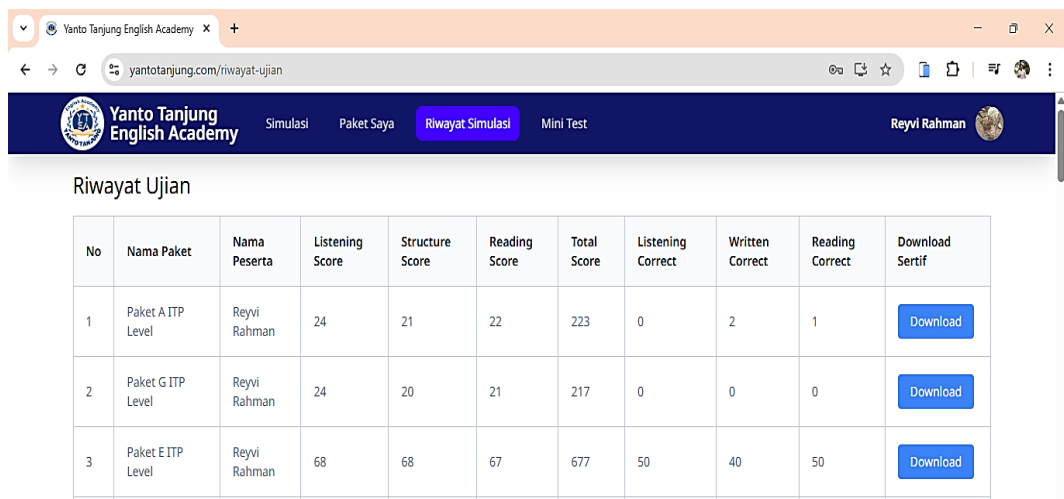 Yanto Tanjung English Academy
yantotanjung.com/riwayat-ujian
Yanto Tanjung
English Academy
Simulasi Paket Saya Riwayat Simulasi Mini Test Reyvi Rahman
Riwayat Ujian
No Nama Paket Nama Peserta Listening Score Structure Score Reading Score Total Score Listening Correct Written Correct Reading Correct Download Sertif
1 Paket A ITP Level Reyvi Rahman 24 21 22 223 0 2 1 Download
2 Paket G ITP Level Reyvi Rahman 24 20 21 217 0 0 0 Download
3 Paket E ITP Level Reyvi Rahman 68 68 67 677 50 40 50 Download